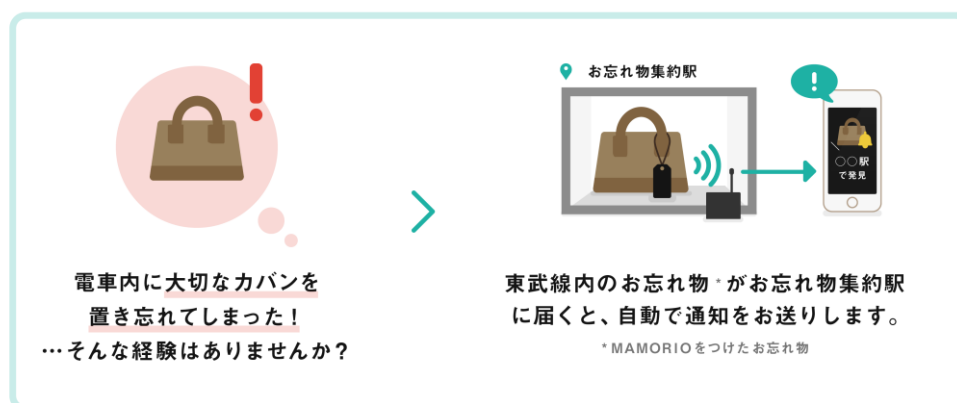 !
電車内に大切なカバンを
置き忘れてしまった！
…そんな経験はありませんか？
お忘れ物集約駅
!
○○駅
で発見
東武線内のお忘れ物*がお忘れ物集約駅
に届くと、自動で通知をお送りします。
*MAMORIOをつけたお忘れ物